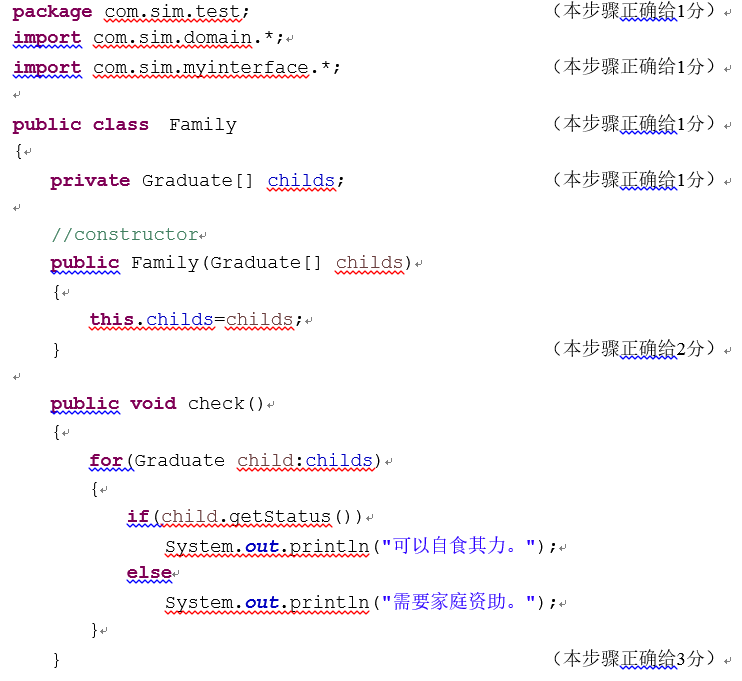 package com.sim.test; （本步骤正确给1分）
import com.sim.domain.*;
import com.sim.myinterface.*; （本步骤正确给1分）
public class Family （本步骤正确给1分）
{
private Graduate[] childs; （本步骤正确给1分）
//constructor
public Family(Graduate[] childs)
{
this.childs=childs;
} （本步骤正确给2分）
public void check()
{
for(Graduate child:childs)
{
if(child.getStatus())
System.out.println("可以自食其力。");
else
System.out.println("需要家庭资助。");
}
} （本步骤正确给3分）